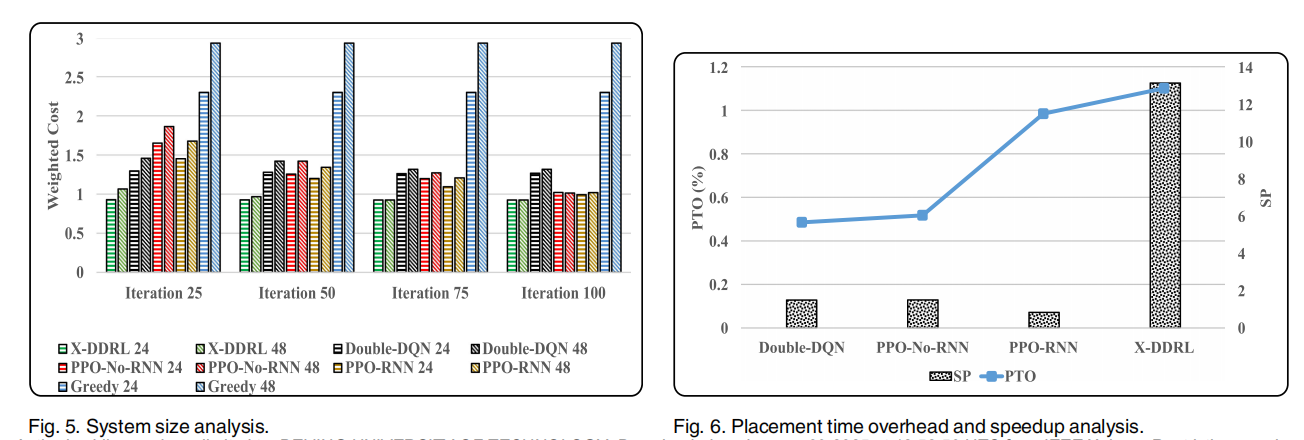 3
2.5
2
1.5
1
0.5
0
Weighted Cost
Iteration 25 Iteration 50 Iteration 75 Iteration 100
X-DDRL 24 X-DDRL 48 Double-DQN 24 Double-DQN 48
PPO-No-RNN 24 PPO-No-RNN 48 PPO-RNN 24 PPO-RNN 48
Greedy 24 Greedy 48
Fig. 5. System size analysis.
1.2
1
0.8
0.6
0.4
0.2
0
PTO (%)
14
12
10
8
6
4
2
0
SP
Double-DQN PPO-No-RNN PPO-RNN X-DDRL
SP PTO
Fig. 6. Placement time overhead and speedup analysis.